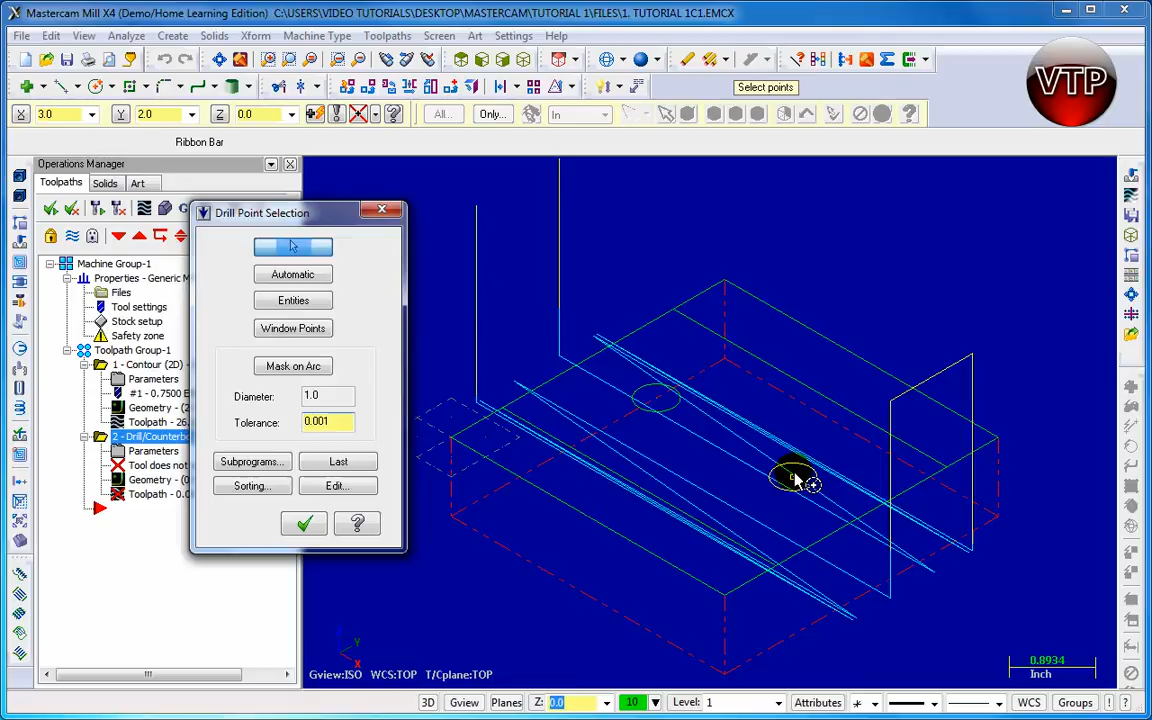 Mastercam Mill X4 (Demo/Home Learning Edition) C:\USERS\VIDEO TUTORIALS\DESKTOP\MASTERCAM\TUTORIAL 1\FILES\1. TUTORIAL 1C1.EMCX
File Edit View Analyze Create Solids Xform Machine Type Toolpaths Screen Art Settings Help
Select points
VTP
X 3.0 Y 2.0 Z 0.0 All... Only... In
Ribbon Bar
Operations Manager
Toolpaths Solids Art
Machine Group-1
Properties - Generic M
Files
Tool settings
Stock setup
Safety zone
Toolpath Group-1
1 - Contour (2D)
Parameters
#1 - 0.7500 E
Geometry - (2
Toolpath - 26.
2 - Drill/Counterbo
Parameters
Tool does not
Geometry - (2
Toolpath - 0.0
Drill Point Selection
Automatic
Entities
Window Points
Mask on Arc
Diameter: 1.0
Tolerance: 0.001
Subprograms... Last
Sorting... Edit...
Z
Y
X
Gview:ISO WCS:TOP T/Cplane:TOP
0.8934
Inch
3D Gview Planes Z: 0.0 10 Level: 1 Attributes WCS Groups ! ?